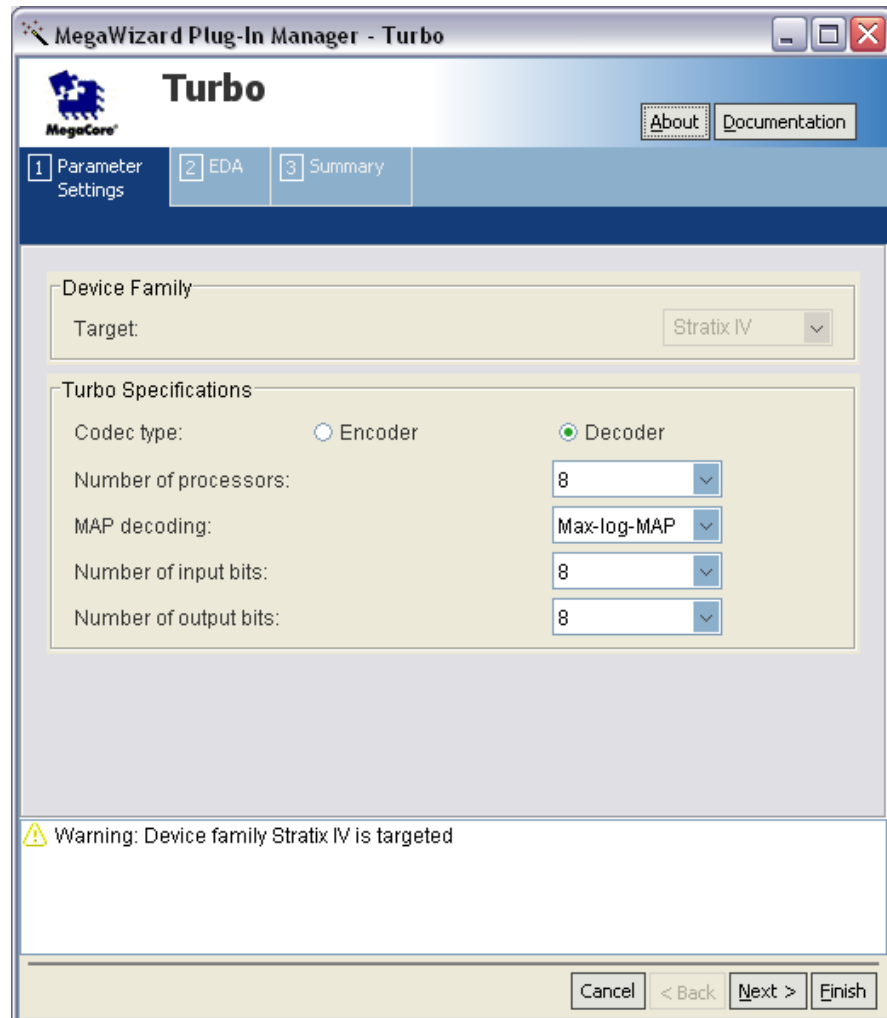 MegaWizard Plug-In Manager - Turbo
Turbo
MegaCore®
About Documentation
1 Parameter Settings 2 EDA 3 Summary
Device Family
Target: Stratix IV
Turbo Specifications
Codec type: Encoder Decoder
Number of processors: 8
MAP decoding: Max-log-MAP
Number of input bits: 8
Number of output bits: 8
Warning: Device family Stratix IV is targeted
Cancel < Back Next > Finish